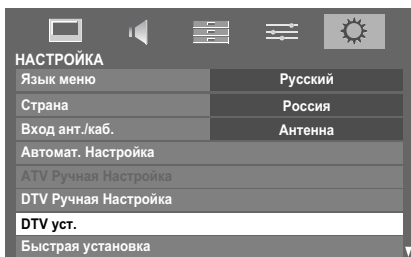 НАСТРОЙКА
Язык меню Русский
Страна Россия
Вход ант./каб. Антенна
Автомат. Настройка
ATV Ручная Настройка
DTV Ручная Настройка
DTV уст.
Быстрая установка